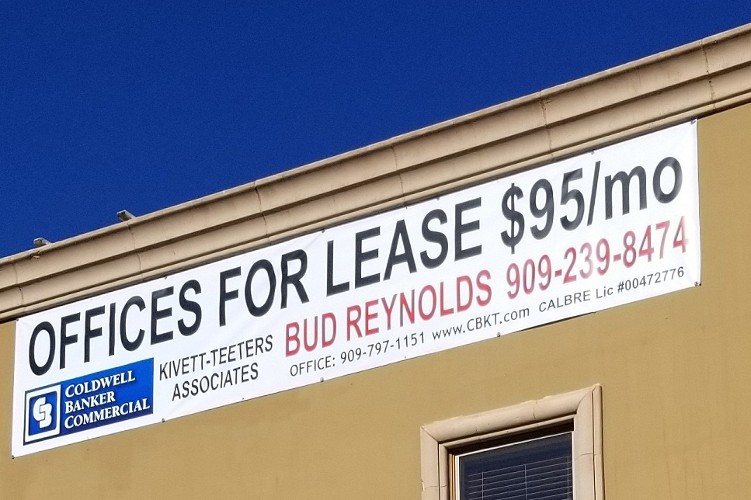 OFFICES FOR LEASE $95/mo
CB
COLDWELL
BANKER
COMMERCIAL
KIVETT-TEETERS
ASSOCIATES
BUD REYNOLDS 909-239-8474
OFFICE: 909-797-1151 www.CBKT.com CALBRE Lic #00472776